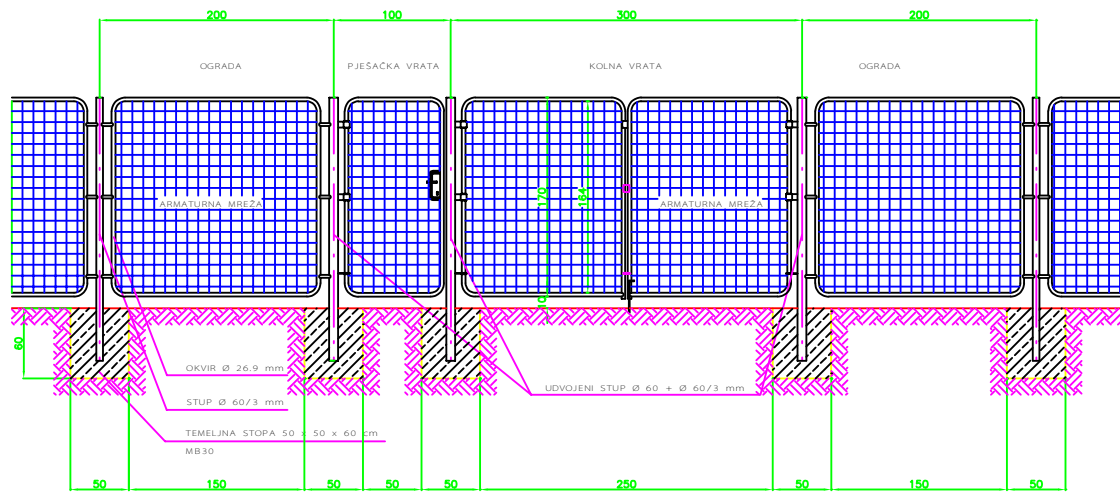 200 100 300 200
OGRADA PJEŠAČKA VRATA KOLNA VRATA OGRADA
ARMATURNA MREŽA 170 164 ARMATURNA MREŽA
10
60
OKVIR Ø 26.9 mm
UDVOJENI STUP Ø 60 + Ø 60/3 mm
STUP Ø 60/3 mm
TEMELJNA STOPA 50 x 50 x 60 cm
MB30
50 150 50 50 50 250 50 150 50